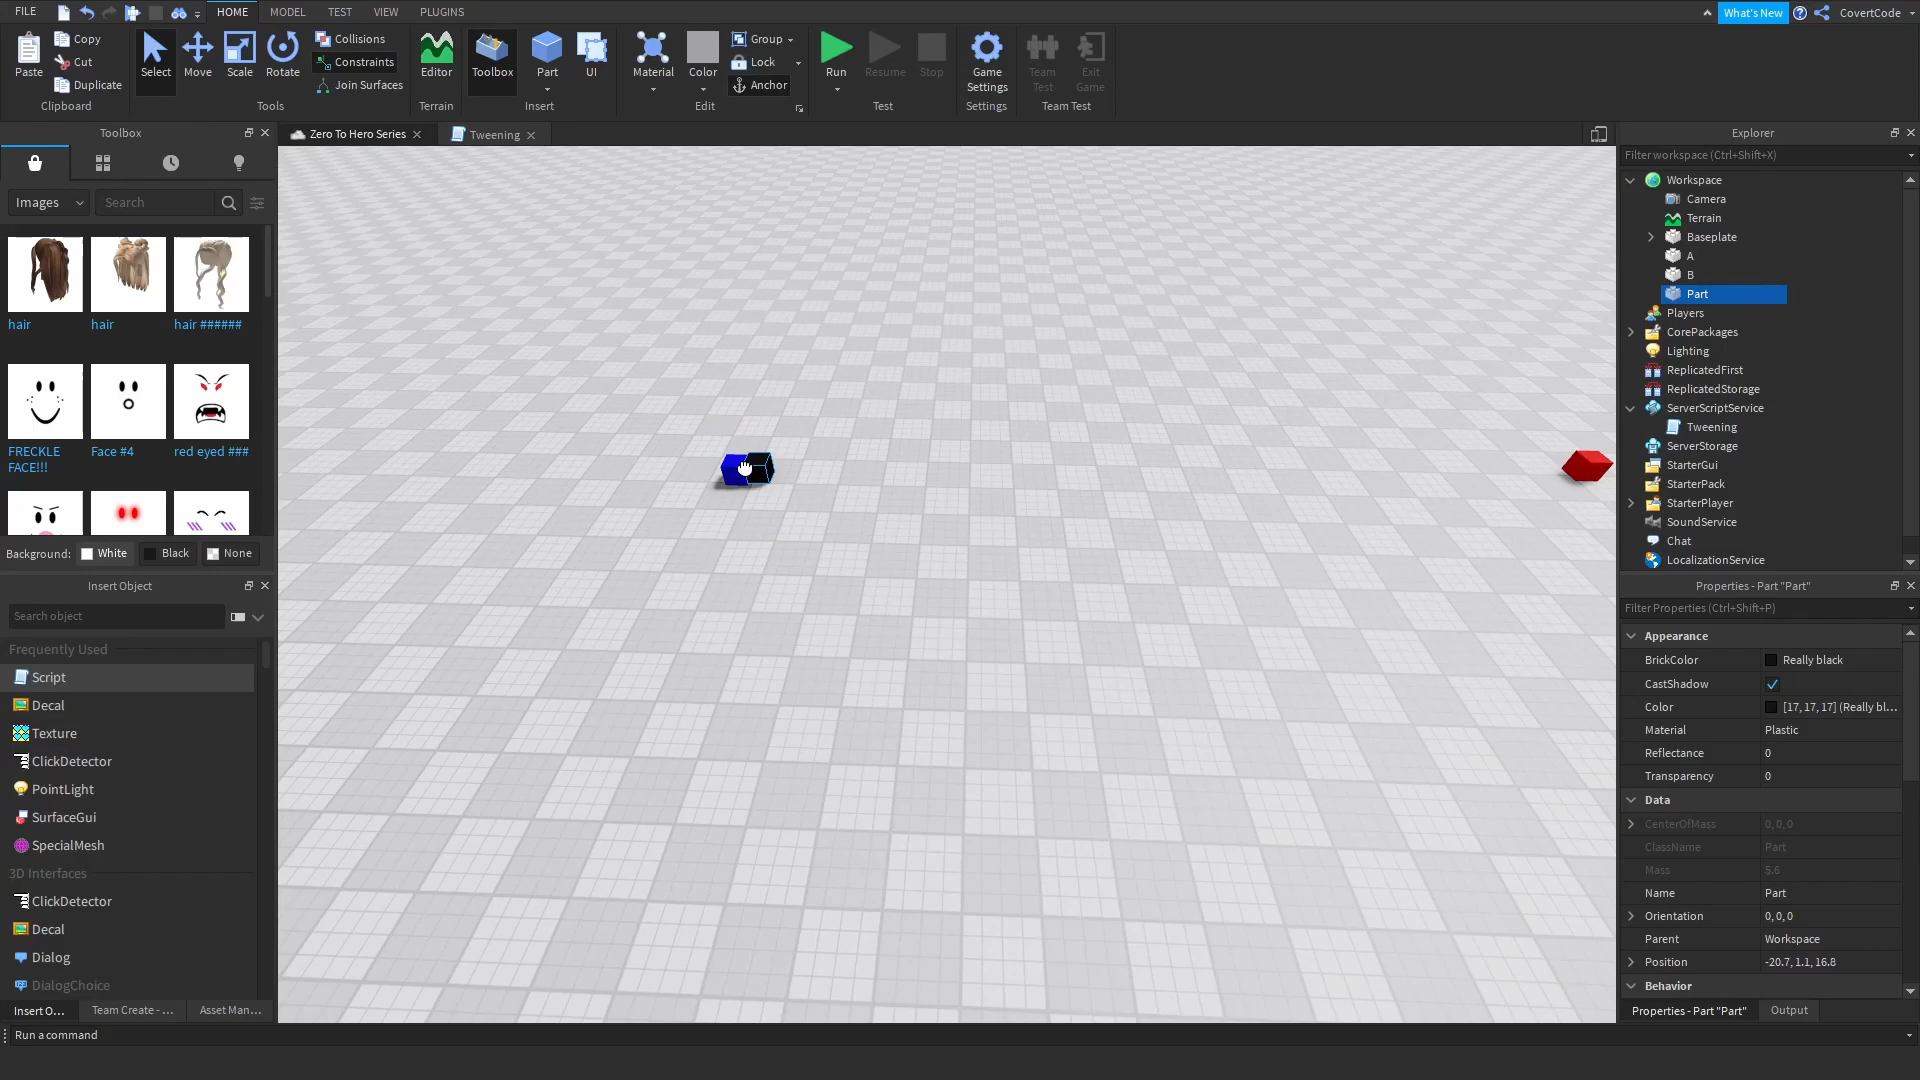 FILE HOME MODEL TEST VIEW PLUGINS What's New CovertCode
Paste Copy Cut Duplicate Clipboard
Select Move Scale Rotate Collisions Constraints Join Surfaces Tools
Editor Terrain
Toolbox Part UI Insert
Material Color Group Lock Anchor Edit
Run Resume Stop Test
Game Settings Settings
Team Test Exit Game Team Test
Toolbox
Images Search
hair hair hair ######
FRECKLE FACE!!! Face #4 red eyed ###
Background: White Black None
Insert Object
Search object
Frequently Used
Script
Decal
Texture
ClickDetector
PointLight
SurfaceGui
SpecialMesh
3D Interfaces
ClickDetector
Decal
Dialog
DialogChoice
Insert O... Team Create - ... Asset Man...
Run a command
Zero To Hero Series Tweening
Explorer
Filter workspace (Ctrl+Shift+X)
Workspace
Camera
Terrain
Baseplate
A
B
Part
Players
CorePackages
Lighting
ReplicatedFirst
ReplicatedStorage
ServerScriptService
Tweening
ServerStorage
StarterGui
StarterPack
StarterPlayer
SoundService
Chat
LocalizationService
Properties - Part "Part"
Filter Properties (Ctrl+Shift+P)
Appearance
BrickColor Really black
CastShadow
Color [17, 17, 17] (Really bl...
Material Plastic
Reflectance 0
Transparency 0
Data
CenterOfMass 0, 0, 0
ClassName Part
Mass 5.6
Name Part
Orientation 0, 0, 0
Parent Workspace
Position -20.7, 1.1, 16.8
Behavior
Properties - Part "Part" Output